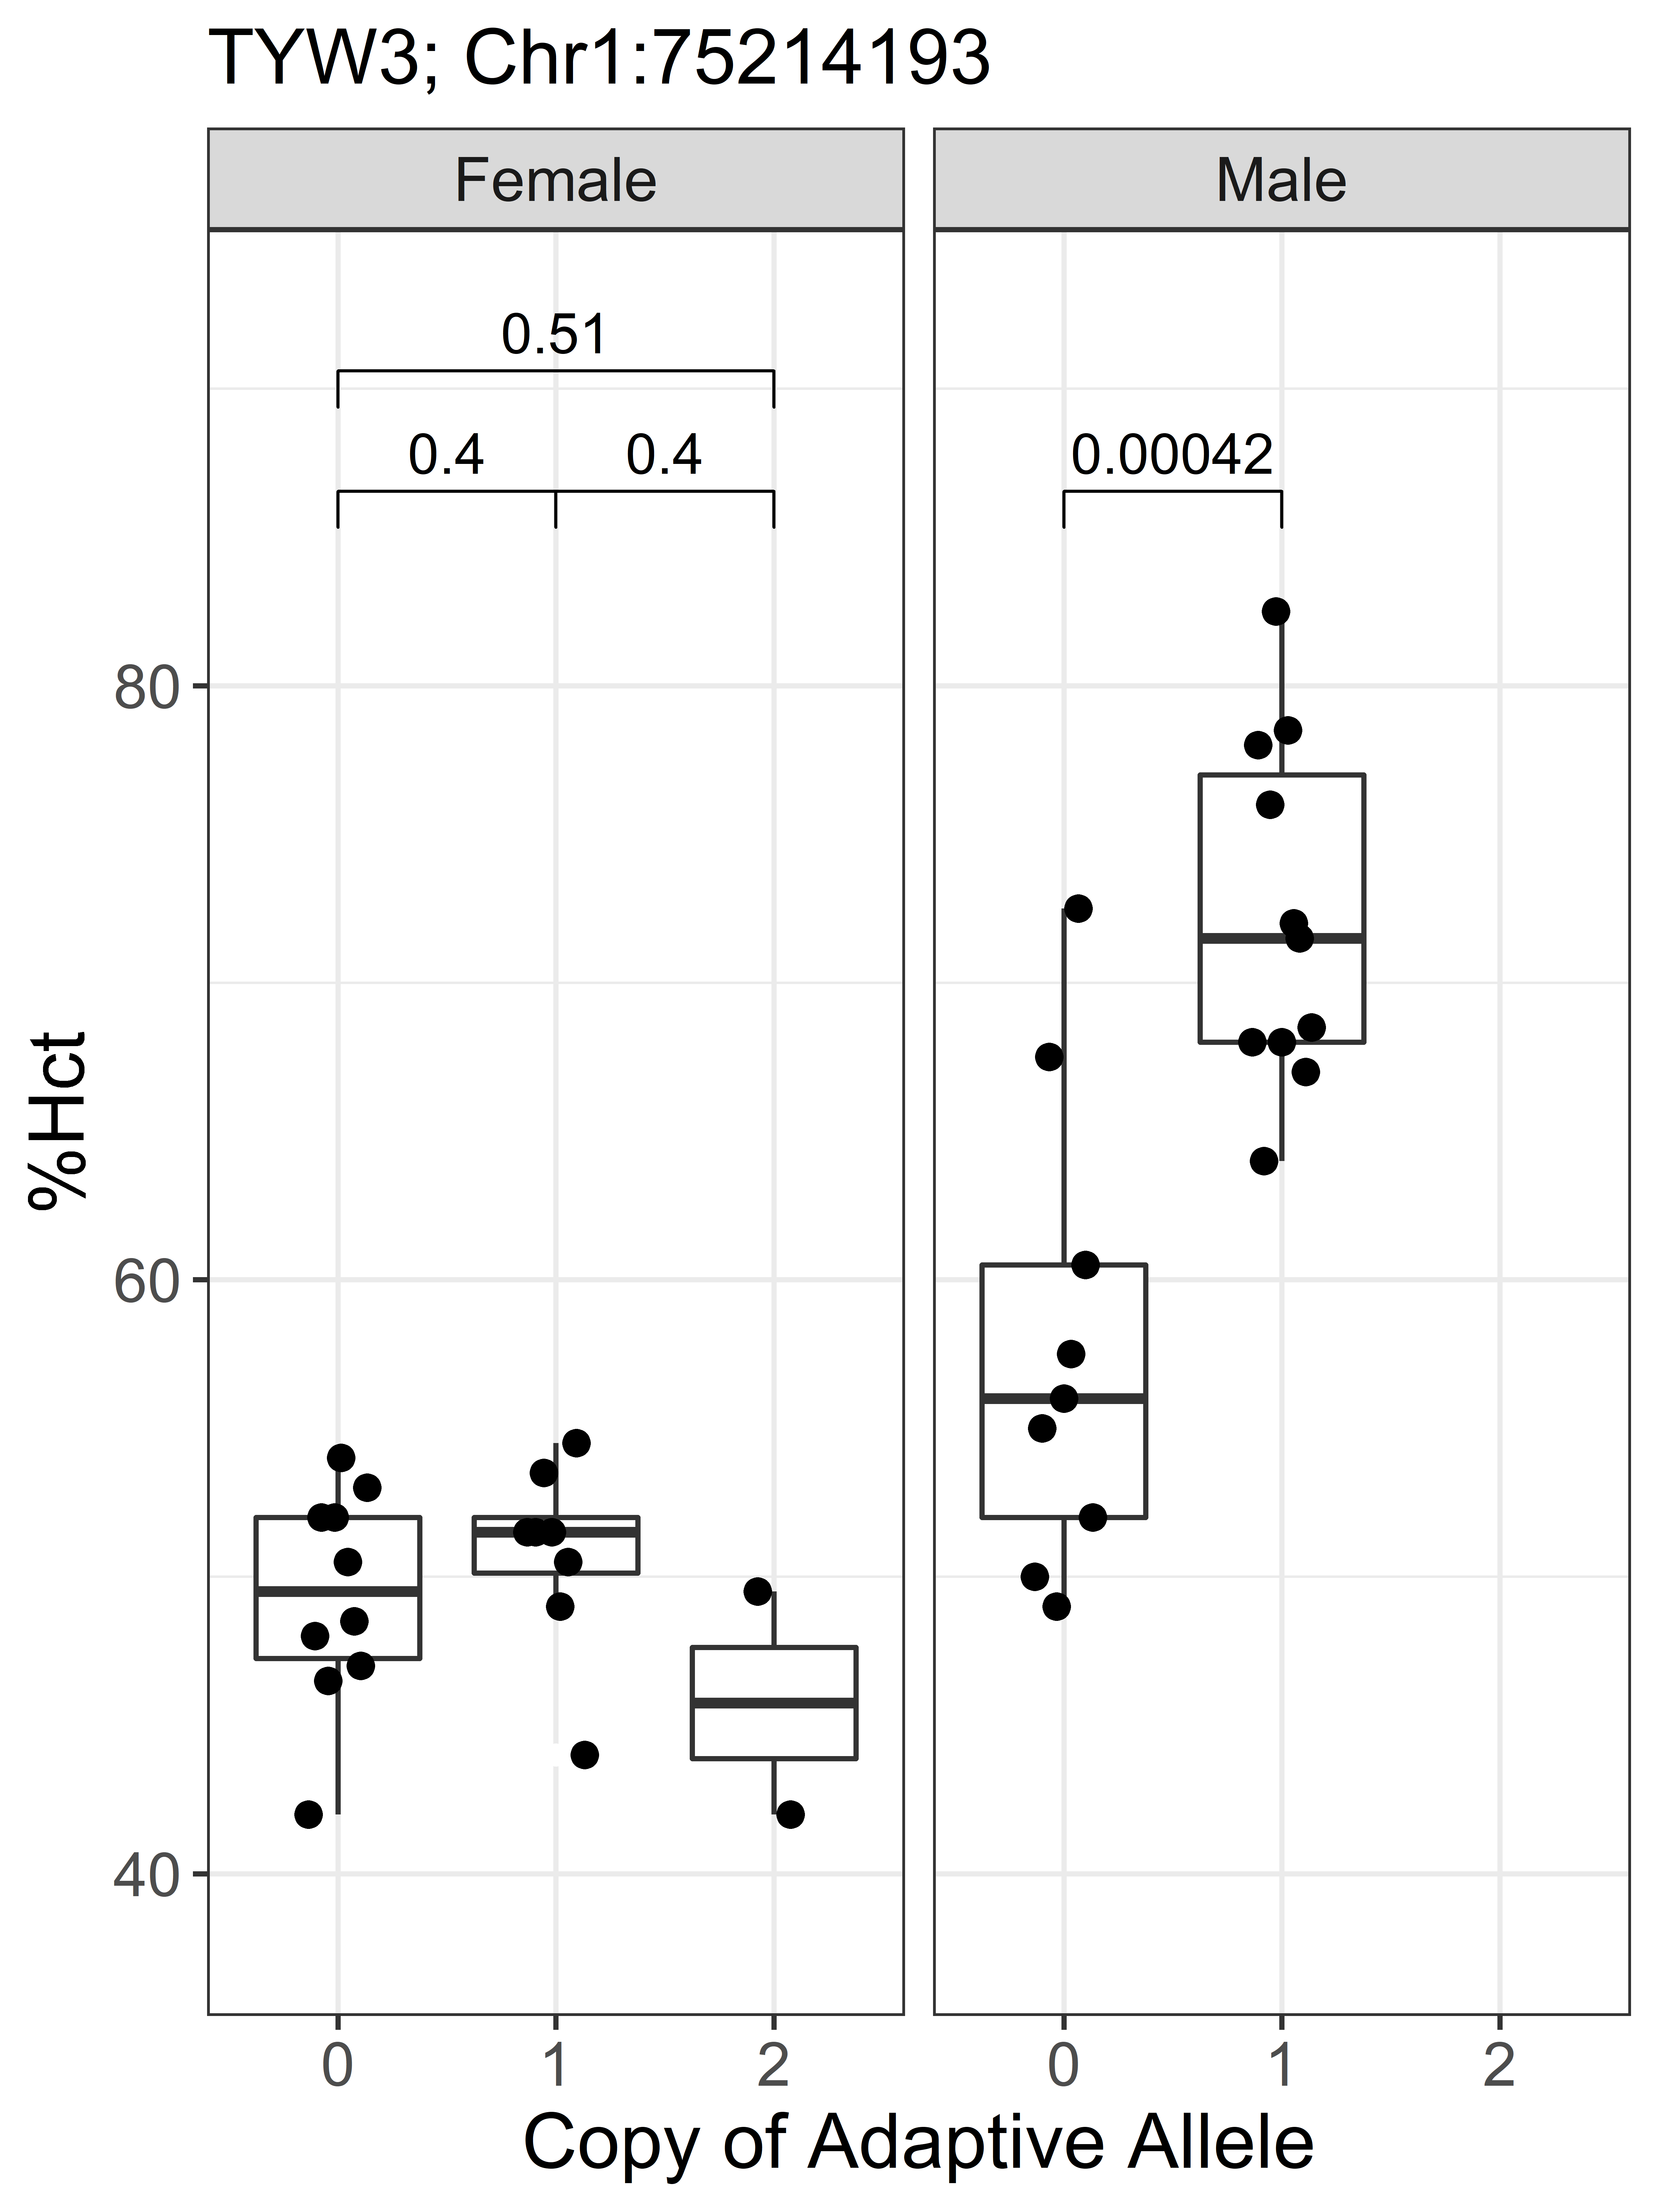 TYW3; Chr1:75214193
Female
Male
0.51
0.4
0.4
0.00042
80
60
40
%Hct
0
1
2
0
1
2
Copy of Adaptive Allele